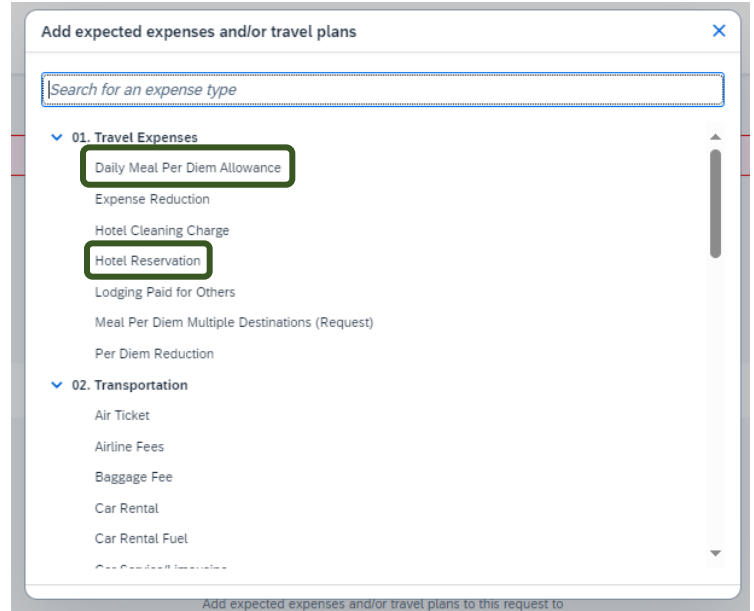 Add expected expenses and/or travel plans
Search for an expense type
01. Travel Expenses
Daily Meal Per Diem Allowance
Expense Reduction
Hotel Cleaning Charge
Hotel Reservation
Lodging Paid for Others
Meal Per Diem Multiple Destinations (Request)
Per Diem Reduction
02. Transportation
Air Ticket
Airline Fees
Baggage Fee
Car Rental
Car Rental Fuel
Car Service/Limousine
Add expected expenses and/or travel plans to this request to